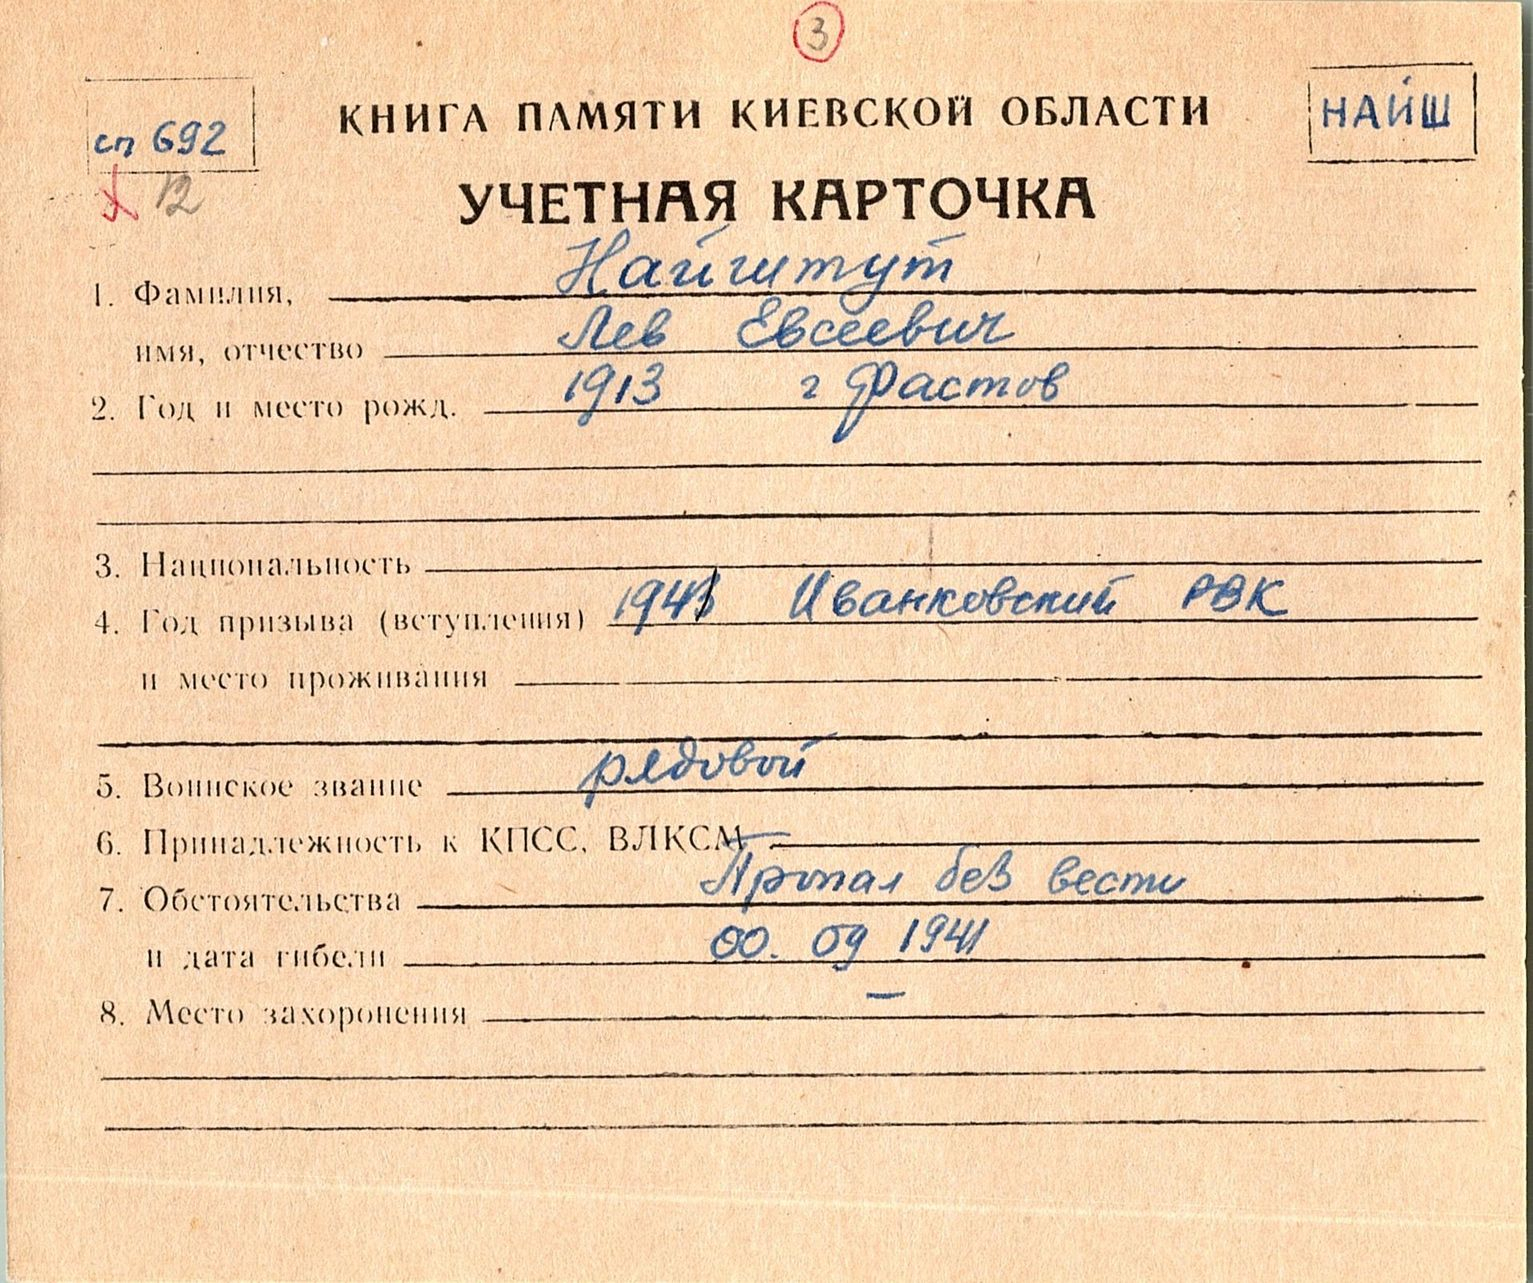 3
сп 692
КНИГА ПАМЯТИ КИЕВСКОЙ ОБЛАСТИ
НАЙШ
12
УЧЕТНАЯ КАРТОЧКА
1. Фамилия, Найштут
имя, отчество Лев Евсеевич
2. Год и место рожд. 1913 г Фастов
3. Национальность
4. Год призыва (вступления) 1941 Иванковский РВК
и место проживания
5. Воинское звание рядовой
6. Принадлежность к КПСС, ВЛКСМ —
7. Обстоятельства Пропал без вести
и дата гибели 00. 09 1941
8. Место захоронения —